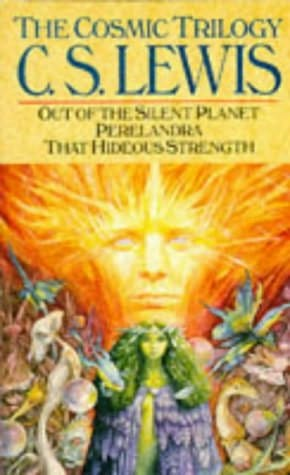 THE COSMIC TRILOGY
C. S. LEWIS
OUT OF THE SILENT PLANET
PERELANDRA
THAT HIDEOUS STRENGTH